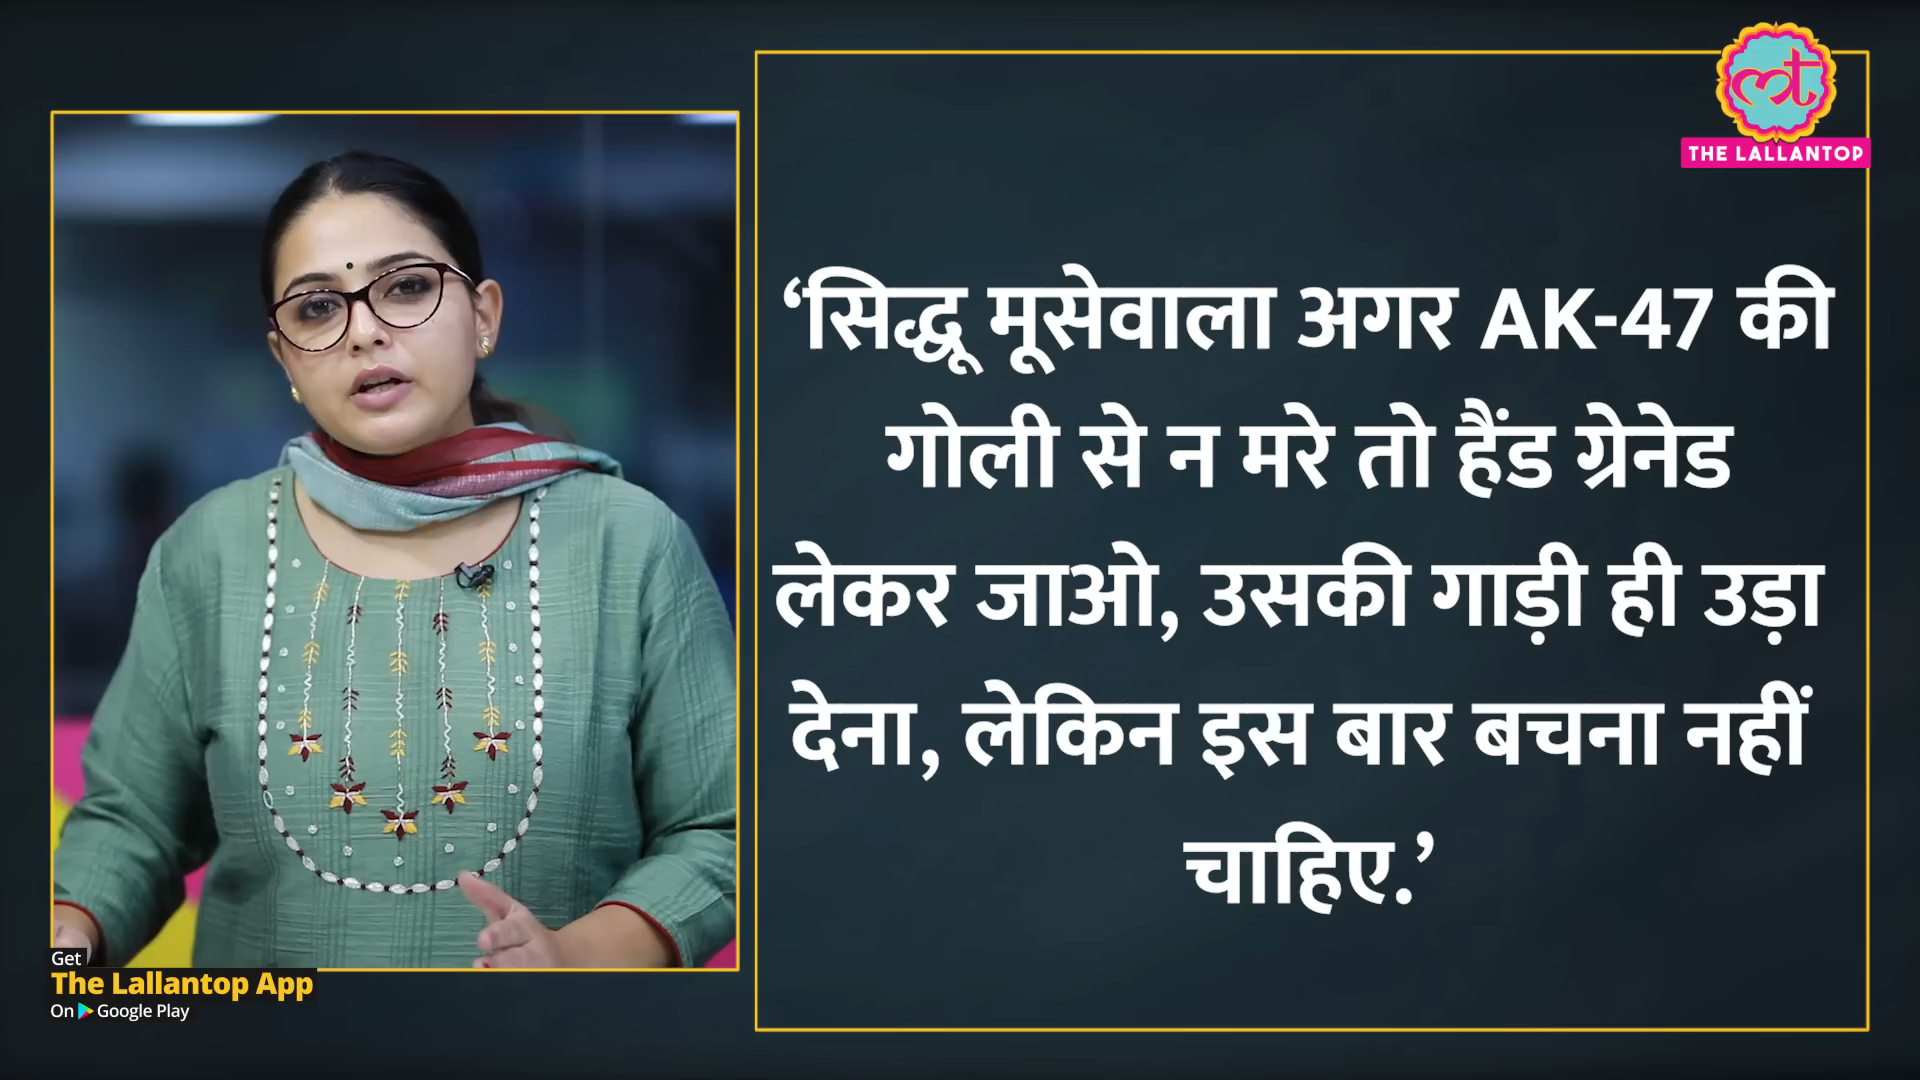 THE LALLANTOP
‘सिद्धू मूसेवाला अगर AK-47 की
गोली से न मरे तो हैंड ग्रेनेड
लेकर जाओ, उसकी गाड़ी ही उड़ा
देना, लेकिन इस बार बचना नहीं
चाहिए.’
Get
The Lallantop App
On Google Play